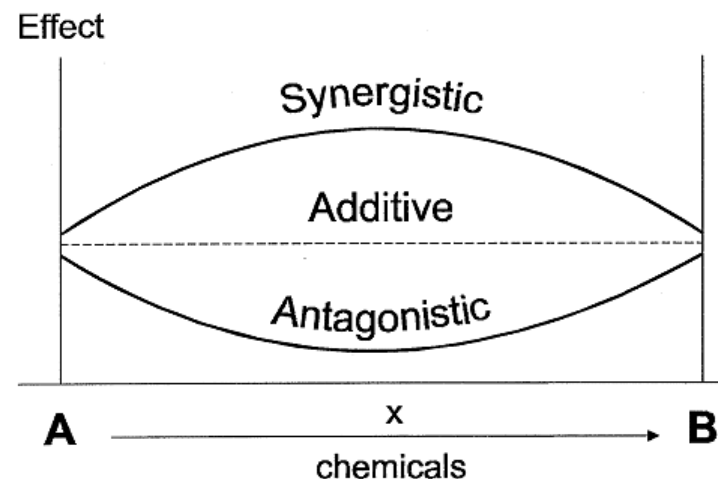 Effect
Synergistic
Additive
Antagonistic
A x B
chemicals